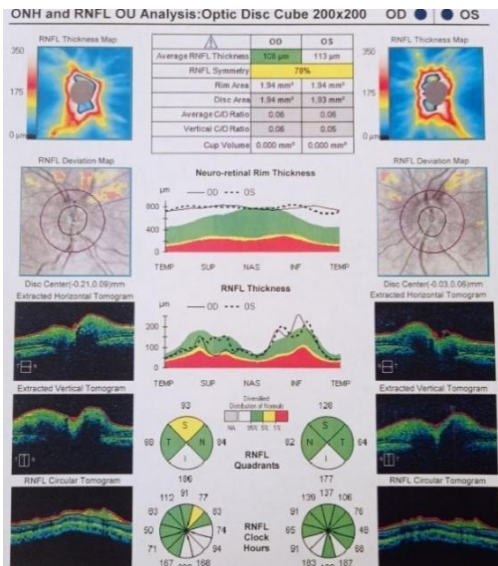 ONH and RNFL OU Analysis:Optic Disc Cube 200x200 OD OS
RNFL Thickness Map
350
175
0 µm
OD OS
Average RNFL Thickness 108 µm 113 µm
RNFL Symmetry 78%
Rim Area 1.94 mm² 1.94 mm²
Disc Area 1.94 mm² 1.93 mm²
Average C/D Ratio 0.06 0.06
Vertical C/D Ratio 0.06 0.05
Cup Volume 0.000 mm³ 0.000 mm³
RNFL Thickness Map
350
175
0 µm
RNFL Deviation Map
Disc Center(-0.21,0.09)mm
Neuro-retinal Rim Thickness
µm OD OS
800
400
0
TEMP SUP NAS INF TEMP
RNFL Deviation Map
Disc Center(-0.03,0.06)mm
Extracted Horizontal Tomogram
RNFL Thickness
µm OD OS
200
100
0
TEMP SUP NAS INF TEMP
Extracted Horizontal Tomogram
Extracted Vertical Tomogram
Diversified
Distribution of Normals
NA 95% 5% 1%
93
S
T N
I
84
128
S
N T
I
82 64
177
RNFL
Quadrants
Extracted Vertical Tomogram
RNFL Circular Tomogram
112 91 77
83 83
50 74
71 94
167 168
RNFL
Clock
Hours
139 137 106
91 76
65 48
91 68
183 187
RNFL Circular Tomogram